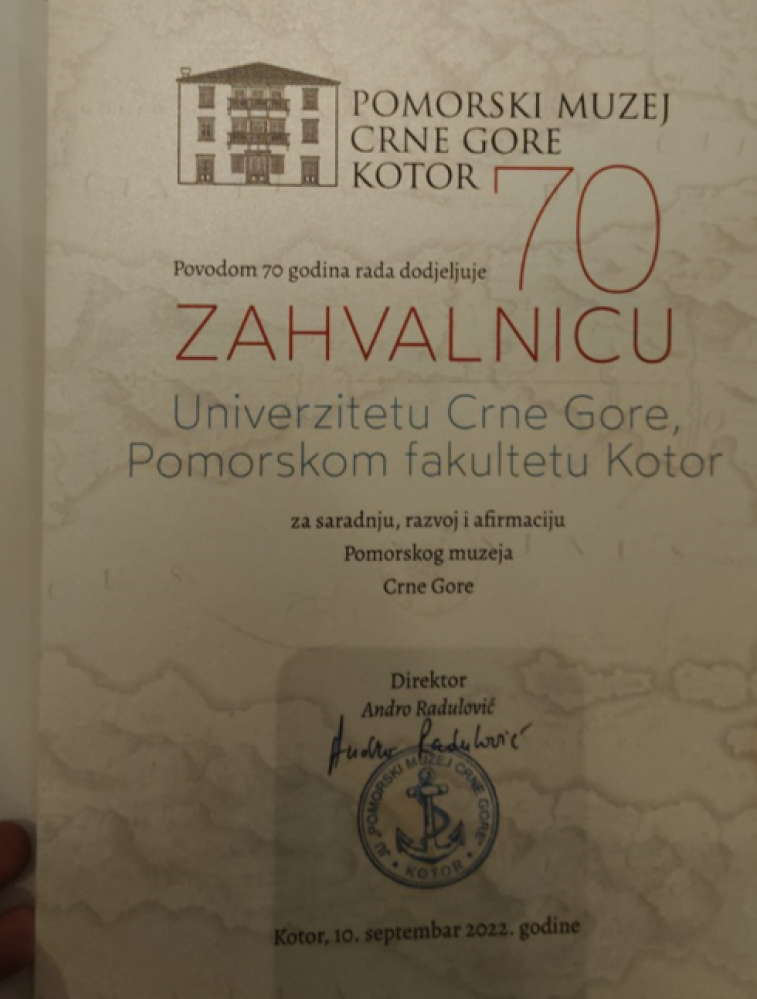 POMORSKI MUZEJ
CRNE GORE
KOTOR 70
Povodom 70 godina rada dodjeljuje
ZAHVALNICU
Univerzitetu Crne Gore,
Pomorskom fakultetu Kotor
za saradnju, razvoj i afirmaciju
Pomorskog muzeja
Crne Gore
Direktor
Andro Radulović
Andro Radulović
JU „POMORSKI MUZEJ CRNE GORE“
• KOTOR •
Kotor, 10. septembar 2022. godine